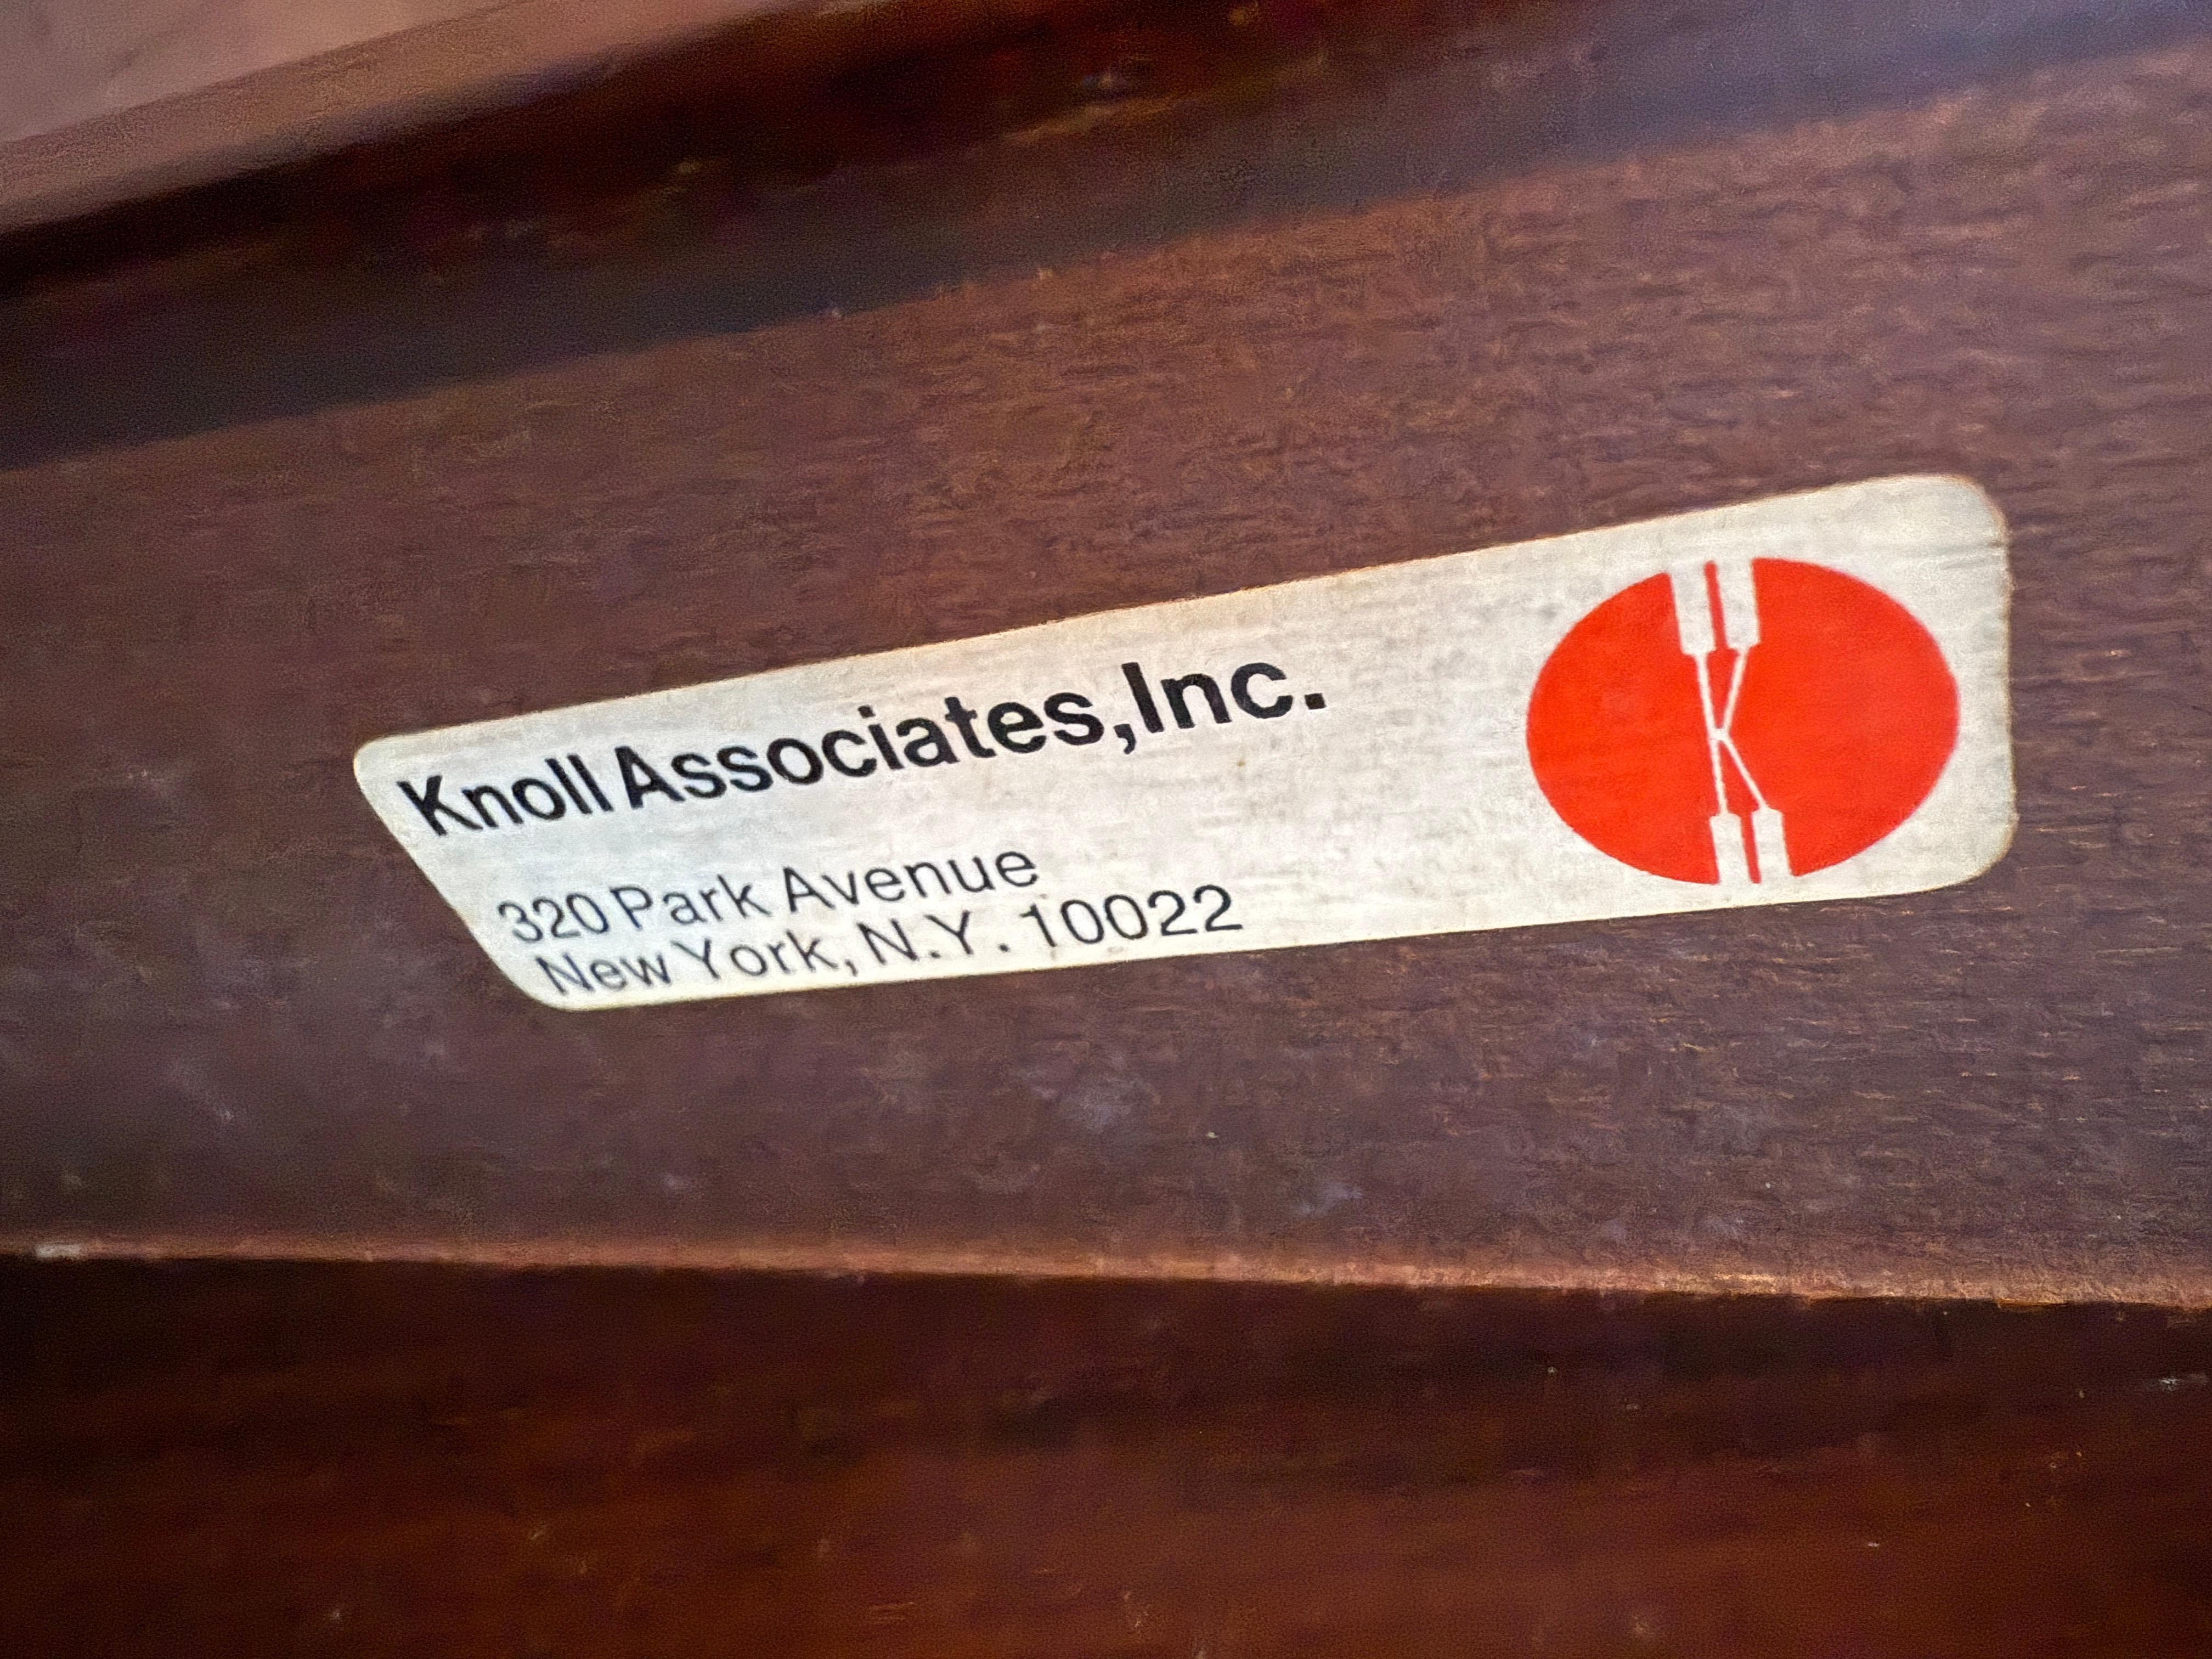 Knoll Associates, Inc.
K
320 Park Avenue
New York, N.Y. 10022